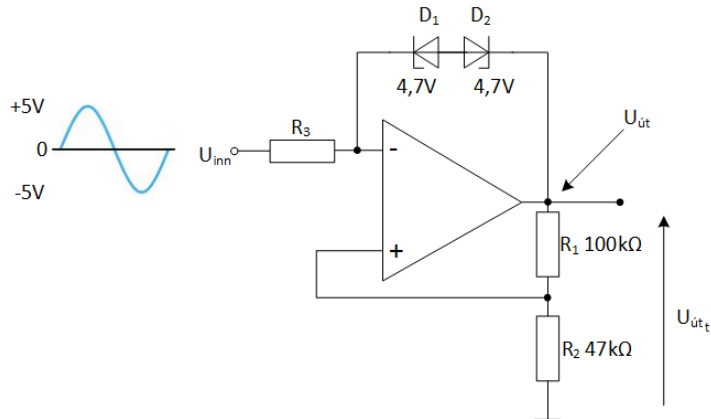 D₁ D₂
4,7V 4,7V
+5V
0
-5V
Uᵢₙₙ
R₃
-
+
Uút
R₁ 100kΩ
R₂ 47kΩ
Uútₜ